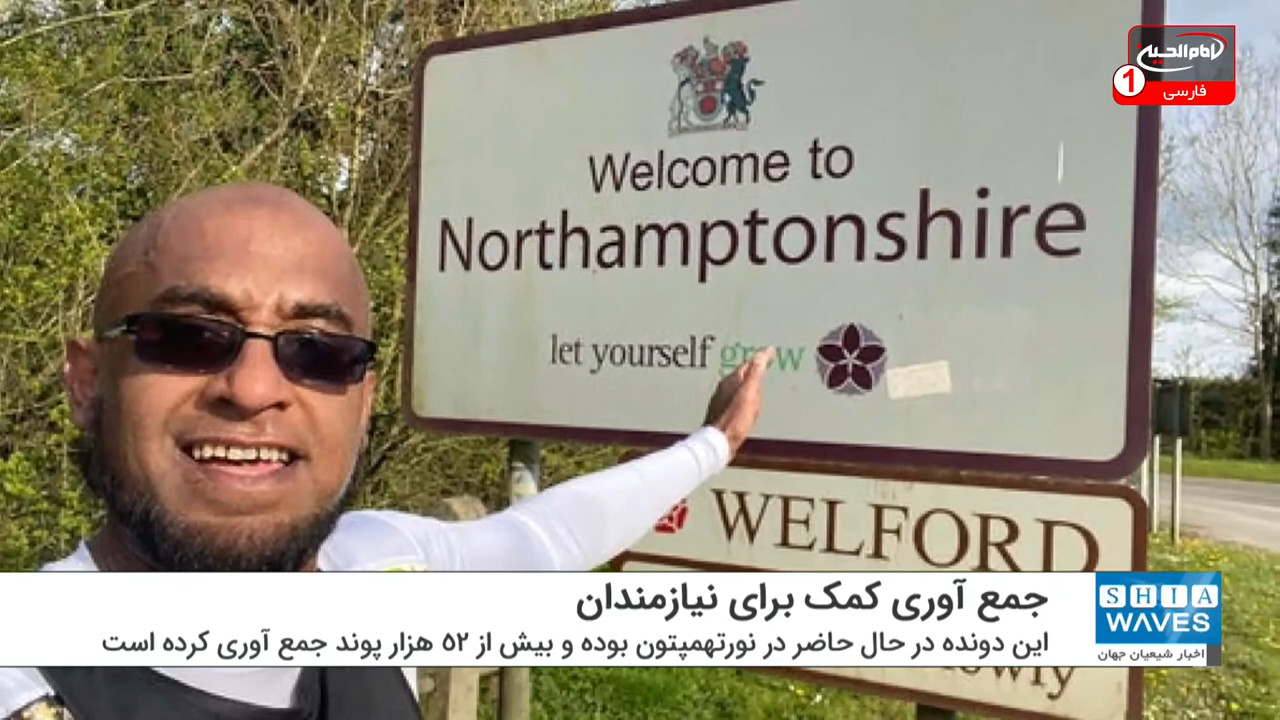 امام الحسین
1
فارسی
Welcome to
Northamptonshire
let yourself grow
WELFORD
جمع آوری کمک برای نیازمندان
این دونده در حال حاضر در نورتهمپتون بوده و بیش از ۵۲ هزار پوند جمع آوری کرده است
SHIA
WAVES
اخبار شیعیان جهان